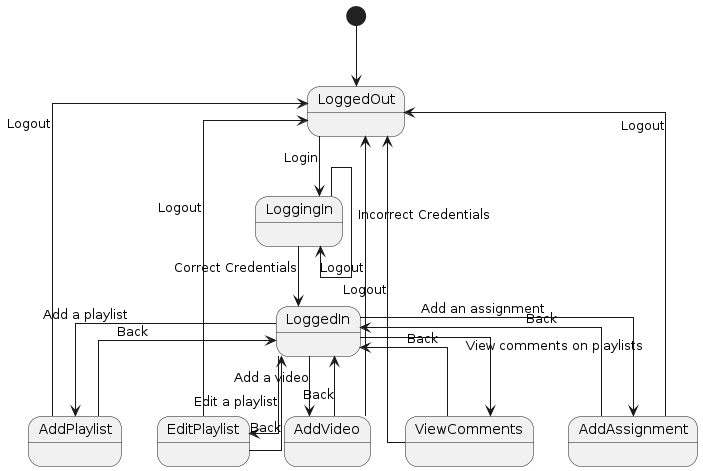 LoggedOut
Logout
Logout
Login
Logout
LoggingIn
Incorrect Credentials
Correct Credentials
Logout
Logout
LoggedIn
Add a playlist
Add an assignment
Back
Back
Back
View comments on playlists
Add a video
Back
Edit a playlist
Back
AddPlaylist
EditPlaylist
AddVideo
ViewComments
AddAssignment